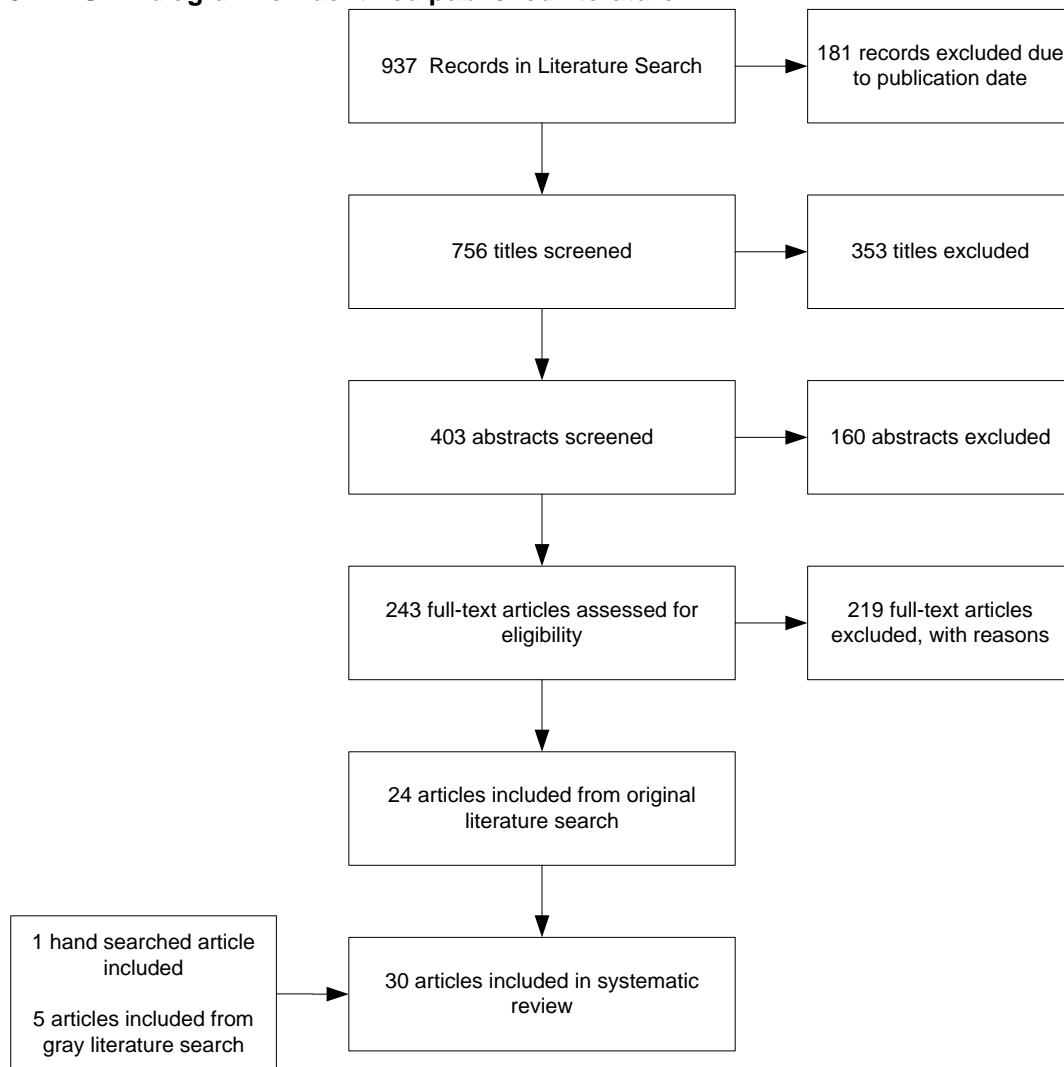 937 Records in Literature Search
181 records excluded due
to publication date
756 titles screened
353 titles excluded
403 abstracts screened
160 abstracts excluded
243 full-text articles assessed for
eligibility
219 full-text articles
excluded, with reasons
24 articles included from original
literature search
1 hand searched article
included
5 articles included from
gray literature search
30 articles included in systematic
review